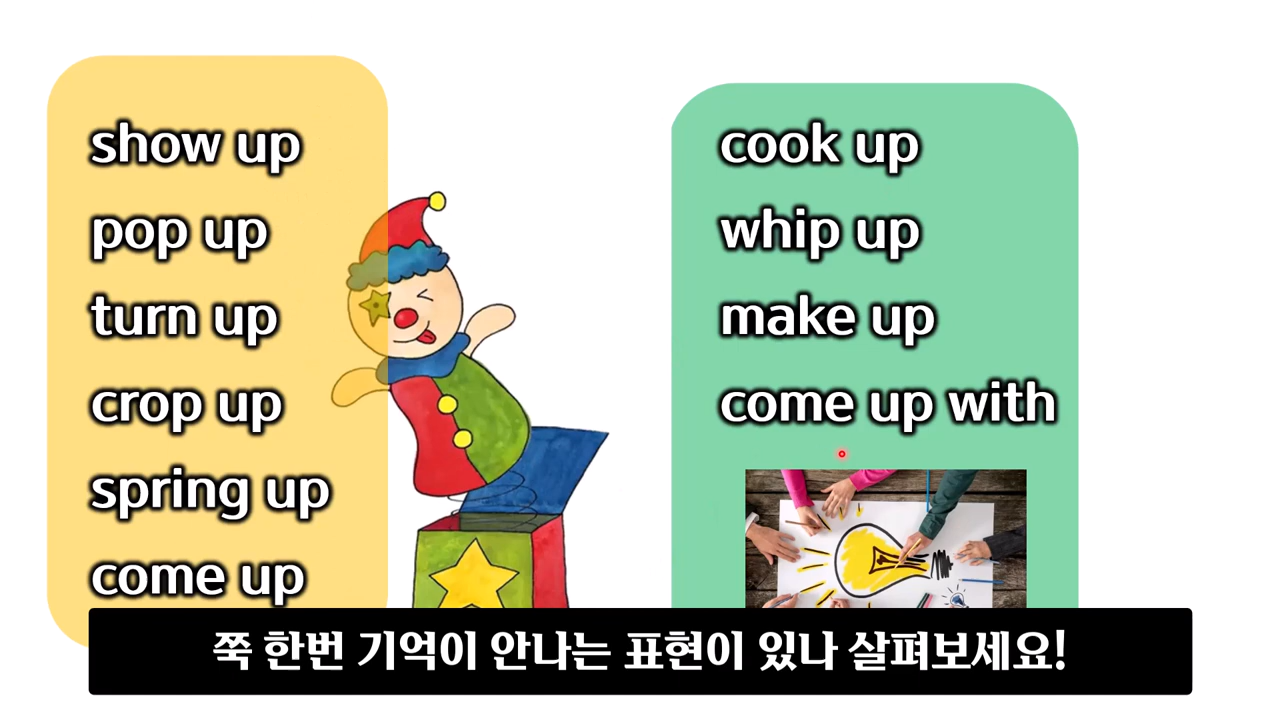 show up
pop up
turn up
crop up
spring up
come up
cook up
whip up
make up
come up with
쭉 한번 기억이 안나는 표현이 있나 살펴보세요!